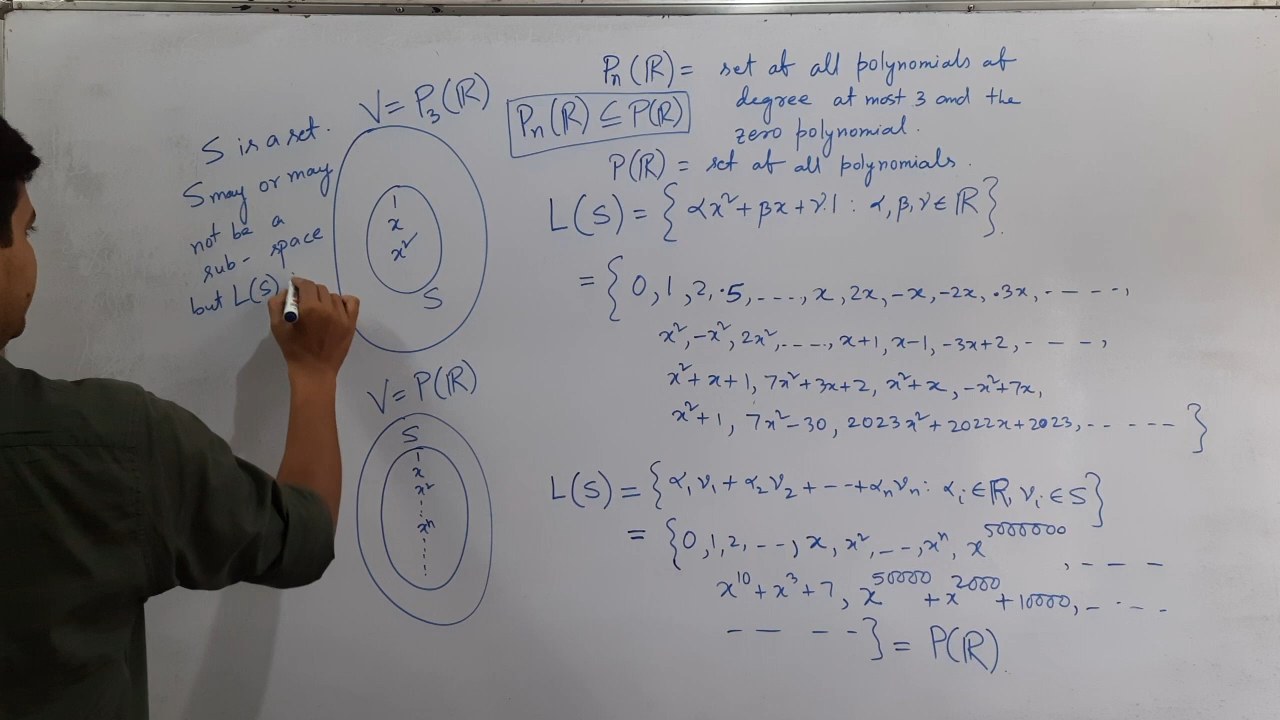 S is a set.
S may or may
not be a
sub-space
but L(S)
V = P₃(ℝ)
1
x
x²
S
V = P(ℝ)
S
1
x
x²
⋮
xⁿ
⋮
Pₙ(ℝ) = set of all polynomials of
degree at most 3 and the
zero polynomial.
Pₙ(ℝ) ⊆ P(ℝ)
P(ℝ) = set of all polynomials.
L(S) = { αx² + βx + γ.1 : α, β, γ ∈ ℝ }.
= { 0, 1, 2, .5, ...., x, 2x, -x, -2x, .3x, - - - -,
x², -x², 2x², ....., x+1, x-1, -3x+2, - - - -,
x²+x+1, 7x²+3x+2, x²+x, -x²+7x,
x²+1, 7x²-30, 2023x²+2022x+2023, - - - - - - }
L(S) = { α₁v₁ + α₂v₂ + - - - + αₙvₙ : αᵢ ∈ ℝ, vᵢ ∈ S }
= { 0, 1, 2, - - -, x, x², - - -, xⁿ, x⁵⁰⁰⁰⁰⁰⁰, - - -
x¹⁰ + x³ + 7, x⁵⁰⁰⁰⁰ + x²⁰⁰⁰ + 10000, - - - -
- - - - } = P(ℝ).